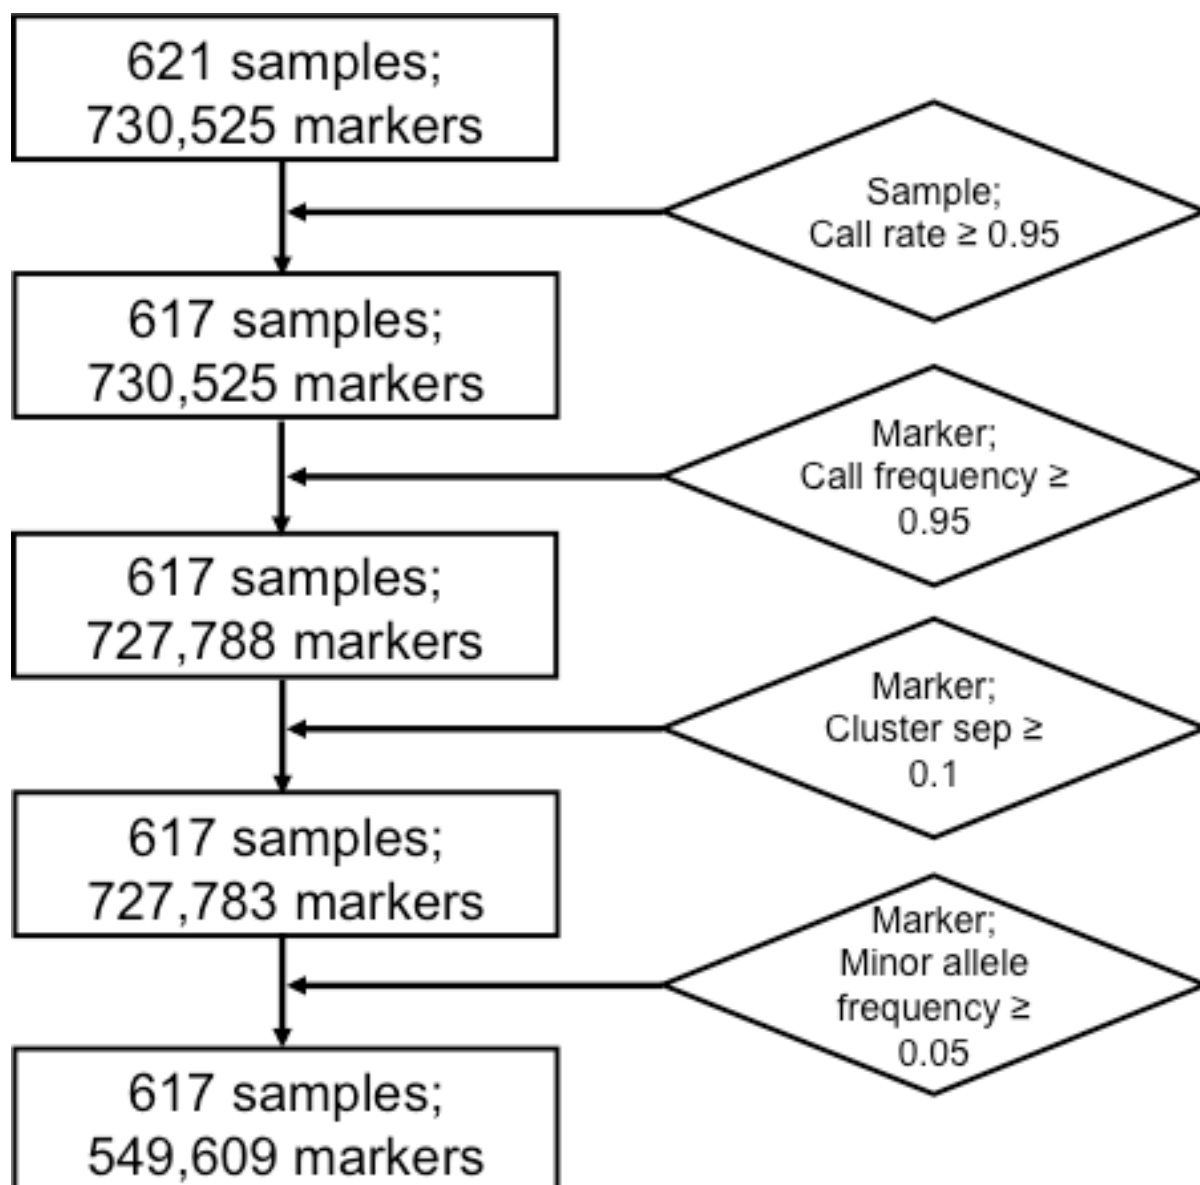 621 samples;
730,525 markers
Sample;
Call rate ≥ 0.95
617 samples;
730,525 markers
Marker;
Call frequency ≥
0.95
617 samples;
727,788 markers
Marker;
Cluster sep ≥
0.1
617 samples;
727,783 markers
Marker;
Minor allele
frequency ≥
0.05
617 samples;
549,609 markers